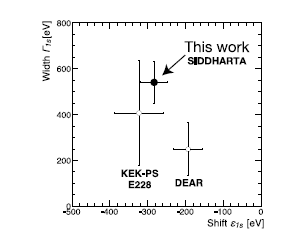 800
600
400
200
0
Width Γ1s[eV]
This work
SIDDHARTA
KEK-PS
E228
DEAR
-500 -400 -300 -200 -100 0
Shift ε1s [eV]